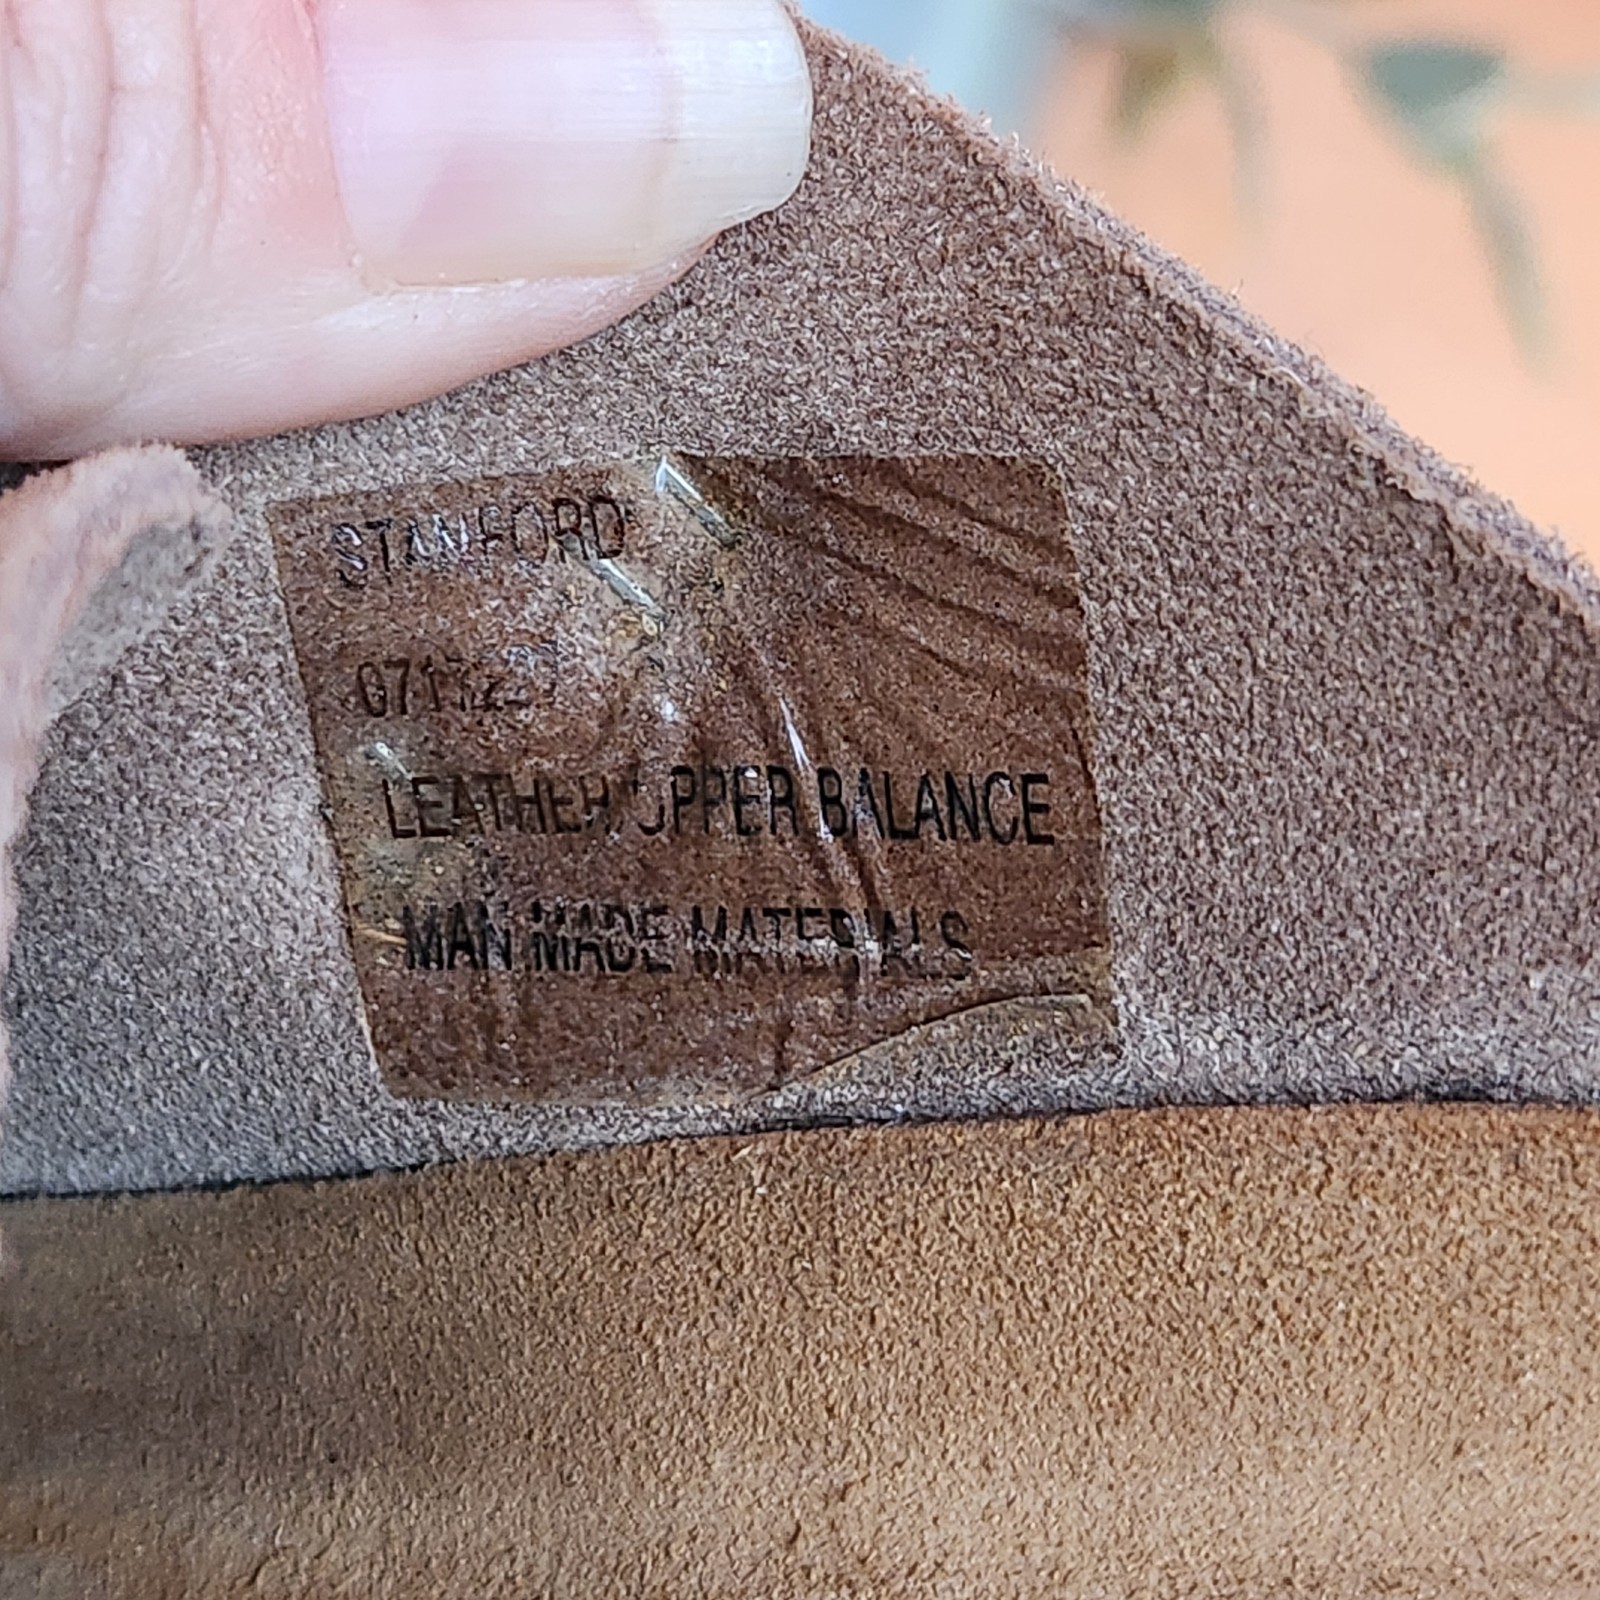 STANFORD
LEATHER UPPER BALANCE
MAN MADE MATERIALS